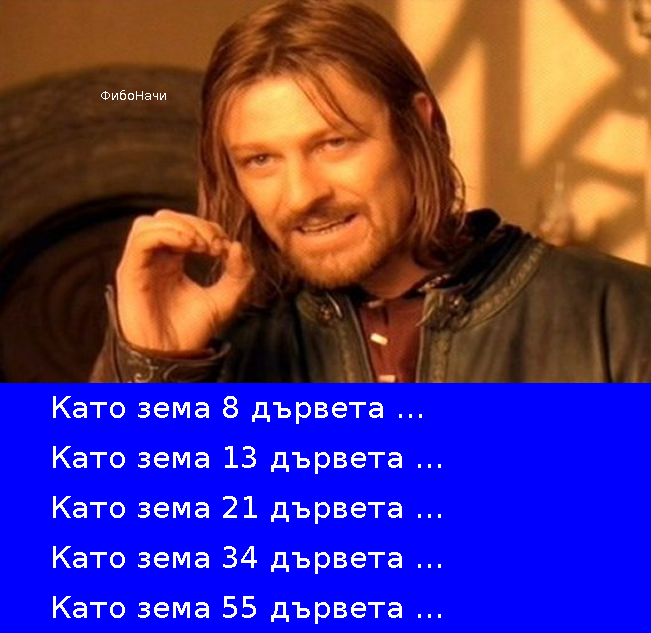 ФибоНачи
Като зема 8 дървета ...
Като зема 13 дървета ...
Като зема 21 дървета ...
Като зема 34 дървета ...
Като зема 55 дървета ...